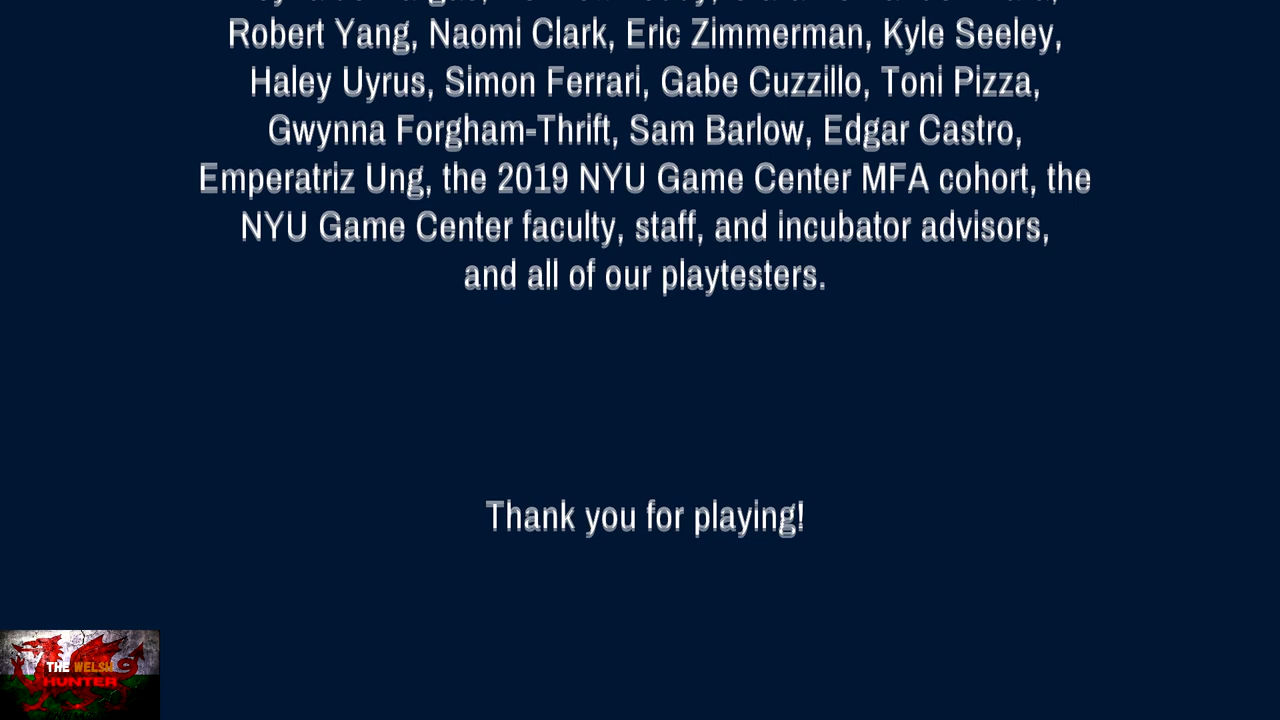 Robert Yang, Naomi Clark, Eric Zimmerman, Kyle Seeley,
Haley Uyrus, Simon Ferrari, Gabe Cuzzillo, Toni Pizza,
Gwynna Forgham-Thrift, Sam Barlow, Edgar Castro,
Emperatriz Ung, the 2019 NYU Game Center MFA cohort, the
NYU Game Center faculty, staff, and incubator advisors,
and all of our playtesters.
Thank you for playing!
THE WELSH
HUNTER